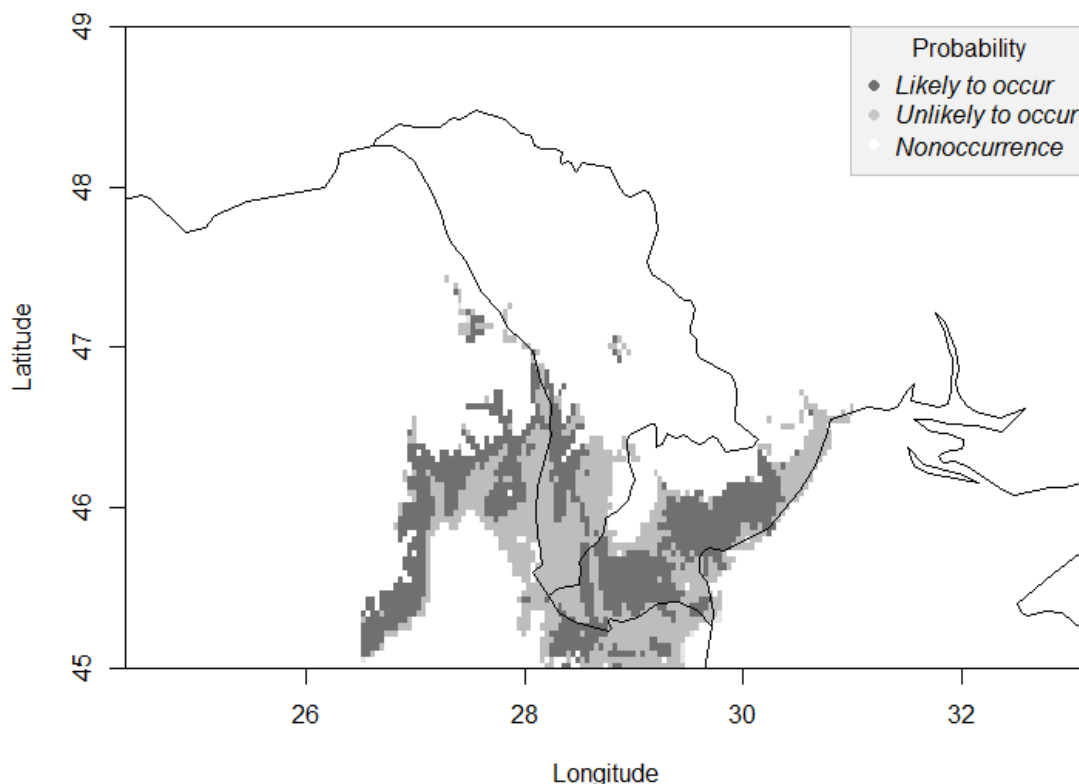 Probability
Likely to occur
Unlikely to occur
Nonoccurrence
49
48
47
46
45
Latitude
26 28 30 32
Longitude